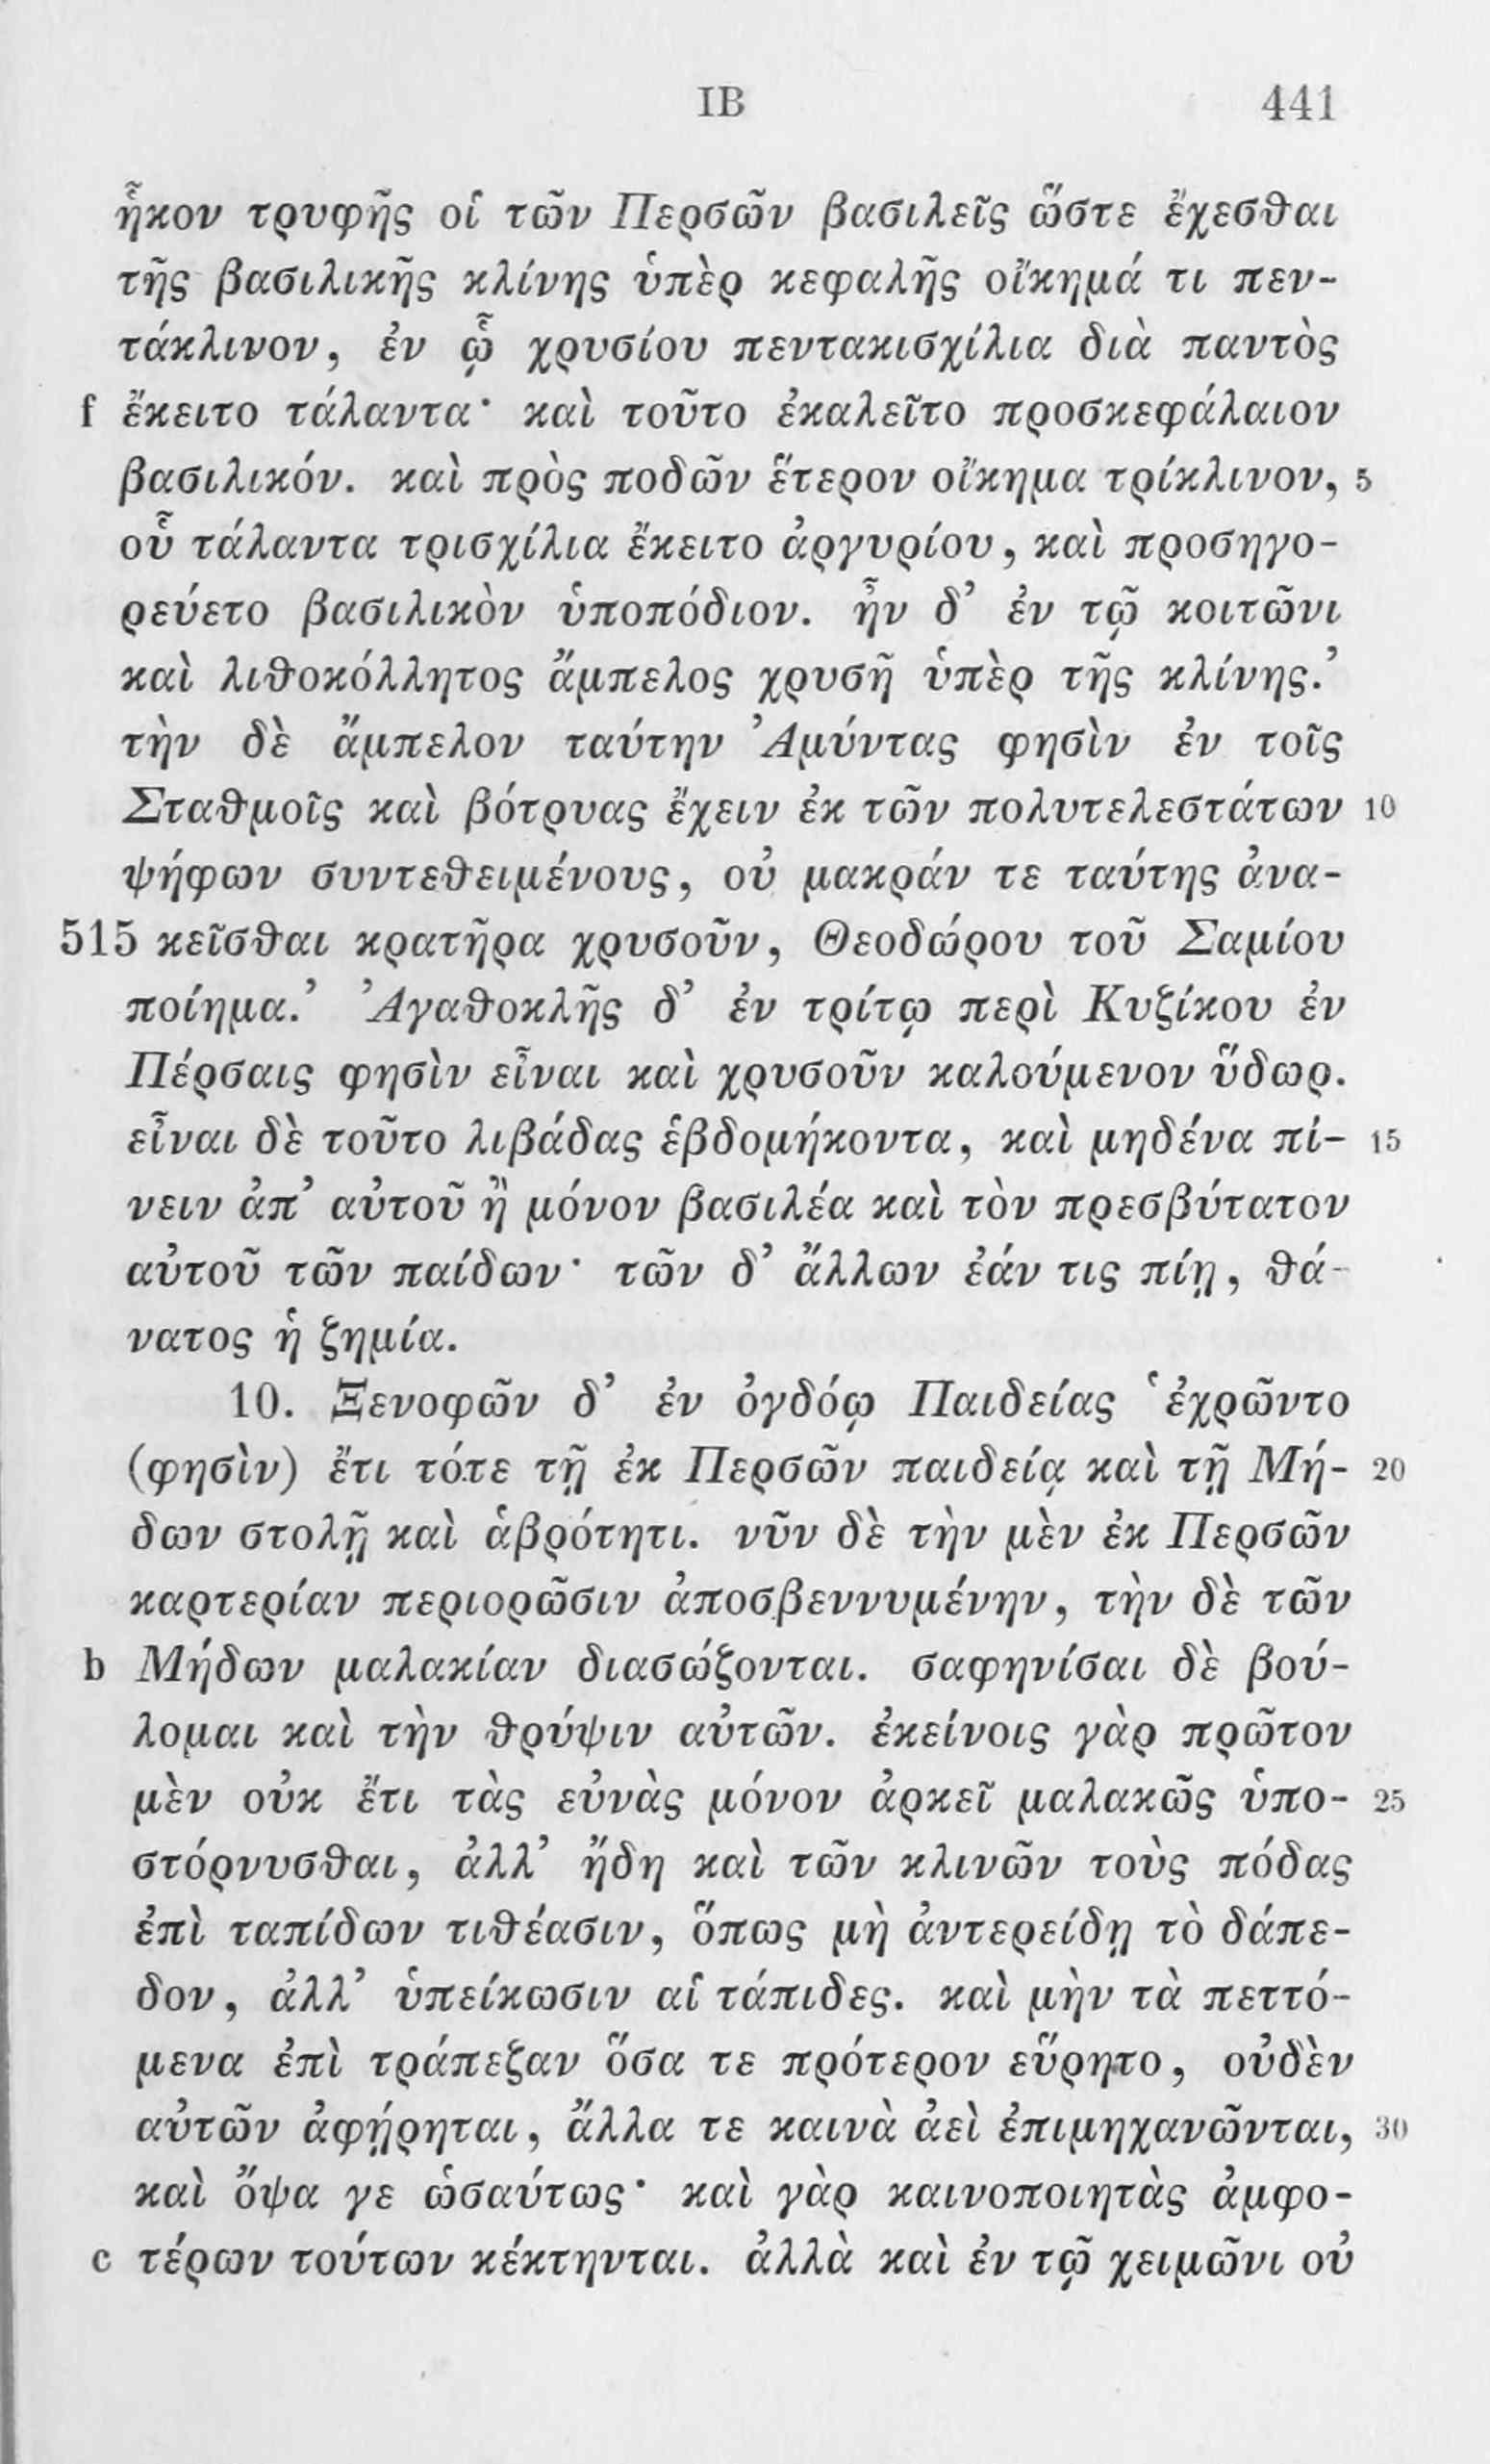 ΙΒ 441
ἧκον τρυφῆς οἱ τῶν Περσῶν βασιλεῖς ὥστε ἔχεσθαι
τῆς βασιλικῆς κλίνης ὑπὲρ κεφαλῆς οἴκημά τι πεν-
τάκλινον, ἐν ᾧ χρυσίου πεντακισχίλια διὰ παντὸς
f ἔκειτο τάλαντα· καὶ τοῦτο ἐκαλεῖτο προσκεφάλαιον
βασιλικόν. καὶ πρὸς ποδῶν ἕτερον οἴκημα τρίκλινον, 5
οὗ τάλαντα τρισχίλια ἔκειτο ἀργυρίου, καὶ προσηγο-
ρεύετο βασιλικὸν ὑποπόδιον. ἦν δ’ ἐν τῷ κοιτῶνι
καὶ λιθοκόλλητος ἄμπελος χρυσῆ ὑπὲρ τῆς κλίνης.’
τὴν δὲ ἄμπελον ταύτην Ἀμύντας φησὶν ἐν τοῖς
Σταθμοῖς καὶ βότρυας ἔχειν ἐκ τῶν πολυτελεστάτων 10
ψήφων συντεθειμένους, οὐ μακράν τε ταύτης ἀνα-
515 κεῖσθαι κρατῆρα χρυσοῦν, Θεοδώρου τοῦ Σαμίου
ποίημα.’ Ἀγαθοκλῆς δ’ ἐν τρίτῳ περὶ Κυζίκου ἐν
Πέρσαις φησὶν εἶναι καὶ χρυσοῦν καλούμενον ὕδωρ.
εἶναι δὲ τοῦτο λιβάδας ἑβδομήκοντα, καὶ μηδένα πί- 15
νειν ἀπ’ αὐτοῦ ἢ μόνον βασιλέα καὶ τὸν πρεσβύτατον
αὐτοῦ τῶν παίδων· τῶν δ’ ἄλλων ἐάν τις πίῃ, θά-
νατος ἡ ζημία.
10. Ξενοφῶν δ’ ἐν ὀγδόῳ Παιδείας ‘ἐχρῶντο
(φησὶν) ἔτι τότε τῇ ἐκ Περσῶν παιδείᾳ καὶ τῇ Μή- 20
δων στολῇ καὶ ἁβρότητι. νῦν δὲ τὴν μὲν ἐκ Περσῶν
καρτερίαν περιορῶσιν ἀποσβεννυμένην, τὴν δὲ τῶν
b Μήδων μαλακίαν διασῴζονται. σαφηνίσαι δὲ βού-
λομαι καὶ τὴν θρύψιν αὐτῶν. ἐκείνοις γὰρ πρῶτον
μὲν οὐκ ἔτι τὰς εὐνὰς μόνον ἀρκεῖ μαλακῶς ὑπο- 25
στόρνυσθαι, ἀλλ’ ἤδη καὶ τῶν κλινῶν τοὺς πόδας
ἐπὶ ταπίδων τιθέασιν, ὅπως μὴ ἀντερείδῃ τὸ δάπε-
δον, ἀλλ’ ὑπείκωσιν αἱ τάπιδες. καὶ μὴν τὰ πεττό-
μενα ἐπὶ τράπεζαν ὅσα τε πρότερον εὕρητο, οὐδὲν
αὐτῶν ἀφῄρηται, ἄλλα τε καινὰ ἀεὶ ἐπιμηχανῶνται, 30
καὶ ὄψα γε ὡσαύτως· καὶ γὰρ καινοποιητὰς ἀμφο-
c τέρων τούτων κέκτηνται. ἀλλὰ καὶ ἐν τῷ χειμῶνι οὐ